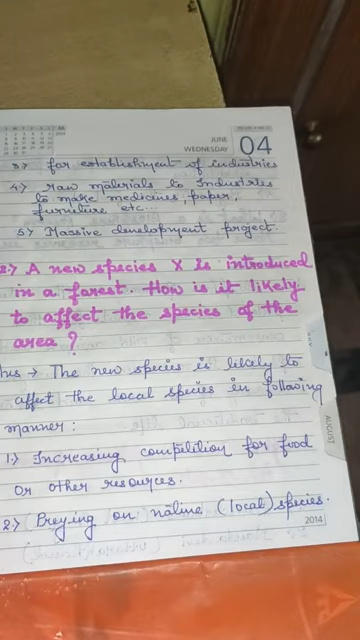 JUNE
WEDNESDAY 04
3) for establishment of industries
4) raw materials to Industries
to make medicines, paper,
furniture etc...
5) Massive development project.
2.) A new species X is introduced
in a forest. How is it likely
to affect the species of the
area?
Ans → The new species is likely to
affect the local species in following
manner:
1.) Increasing competition for food
or other resources.
2.) Preying on native (local) species.
AUGUST
2014